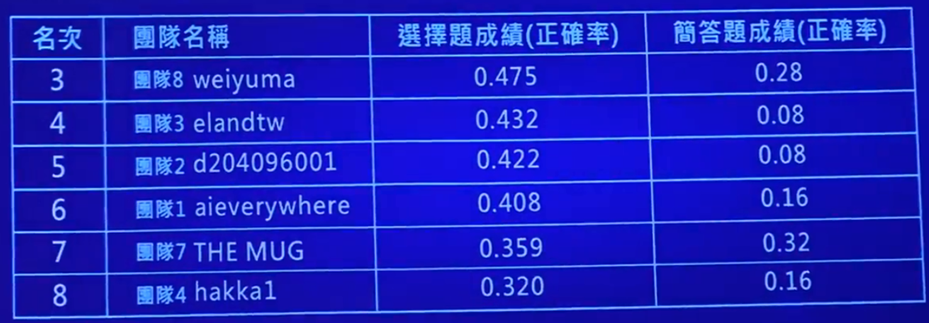 名次 團隊名稱 選擇題成績(正確率) 簡答題成績(正確率)
3 團隊8 weiyuma 0.475 0.28
4 團隊3 elandtw 0.432 0.08
5 團隊2 d204096001 0.422 0.08
6 團隊1 aieverywhere 0.408 0.16
7 團隊7 THE MUG 0.359 0.32
8 團隊4 hakka1 0.320 0.16